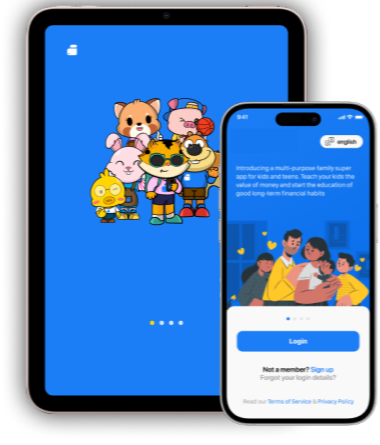 9:41
english
Introducing a multi-purpose family super
app for kids and teens. Teach your kids the
value of money and start the education of
good long-term financial habits
Login
Not a member? Sign up
Forgot your login details?
Read our Terms of Service & Privacy Policy